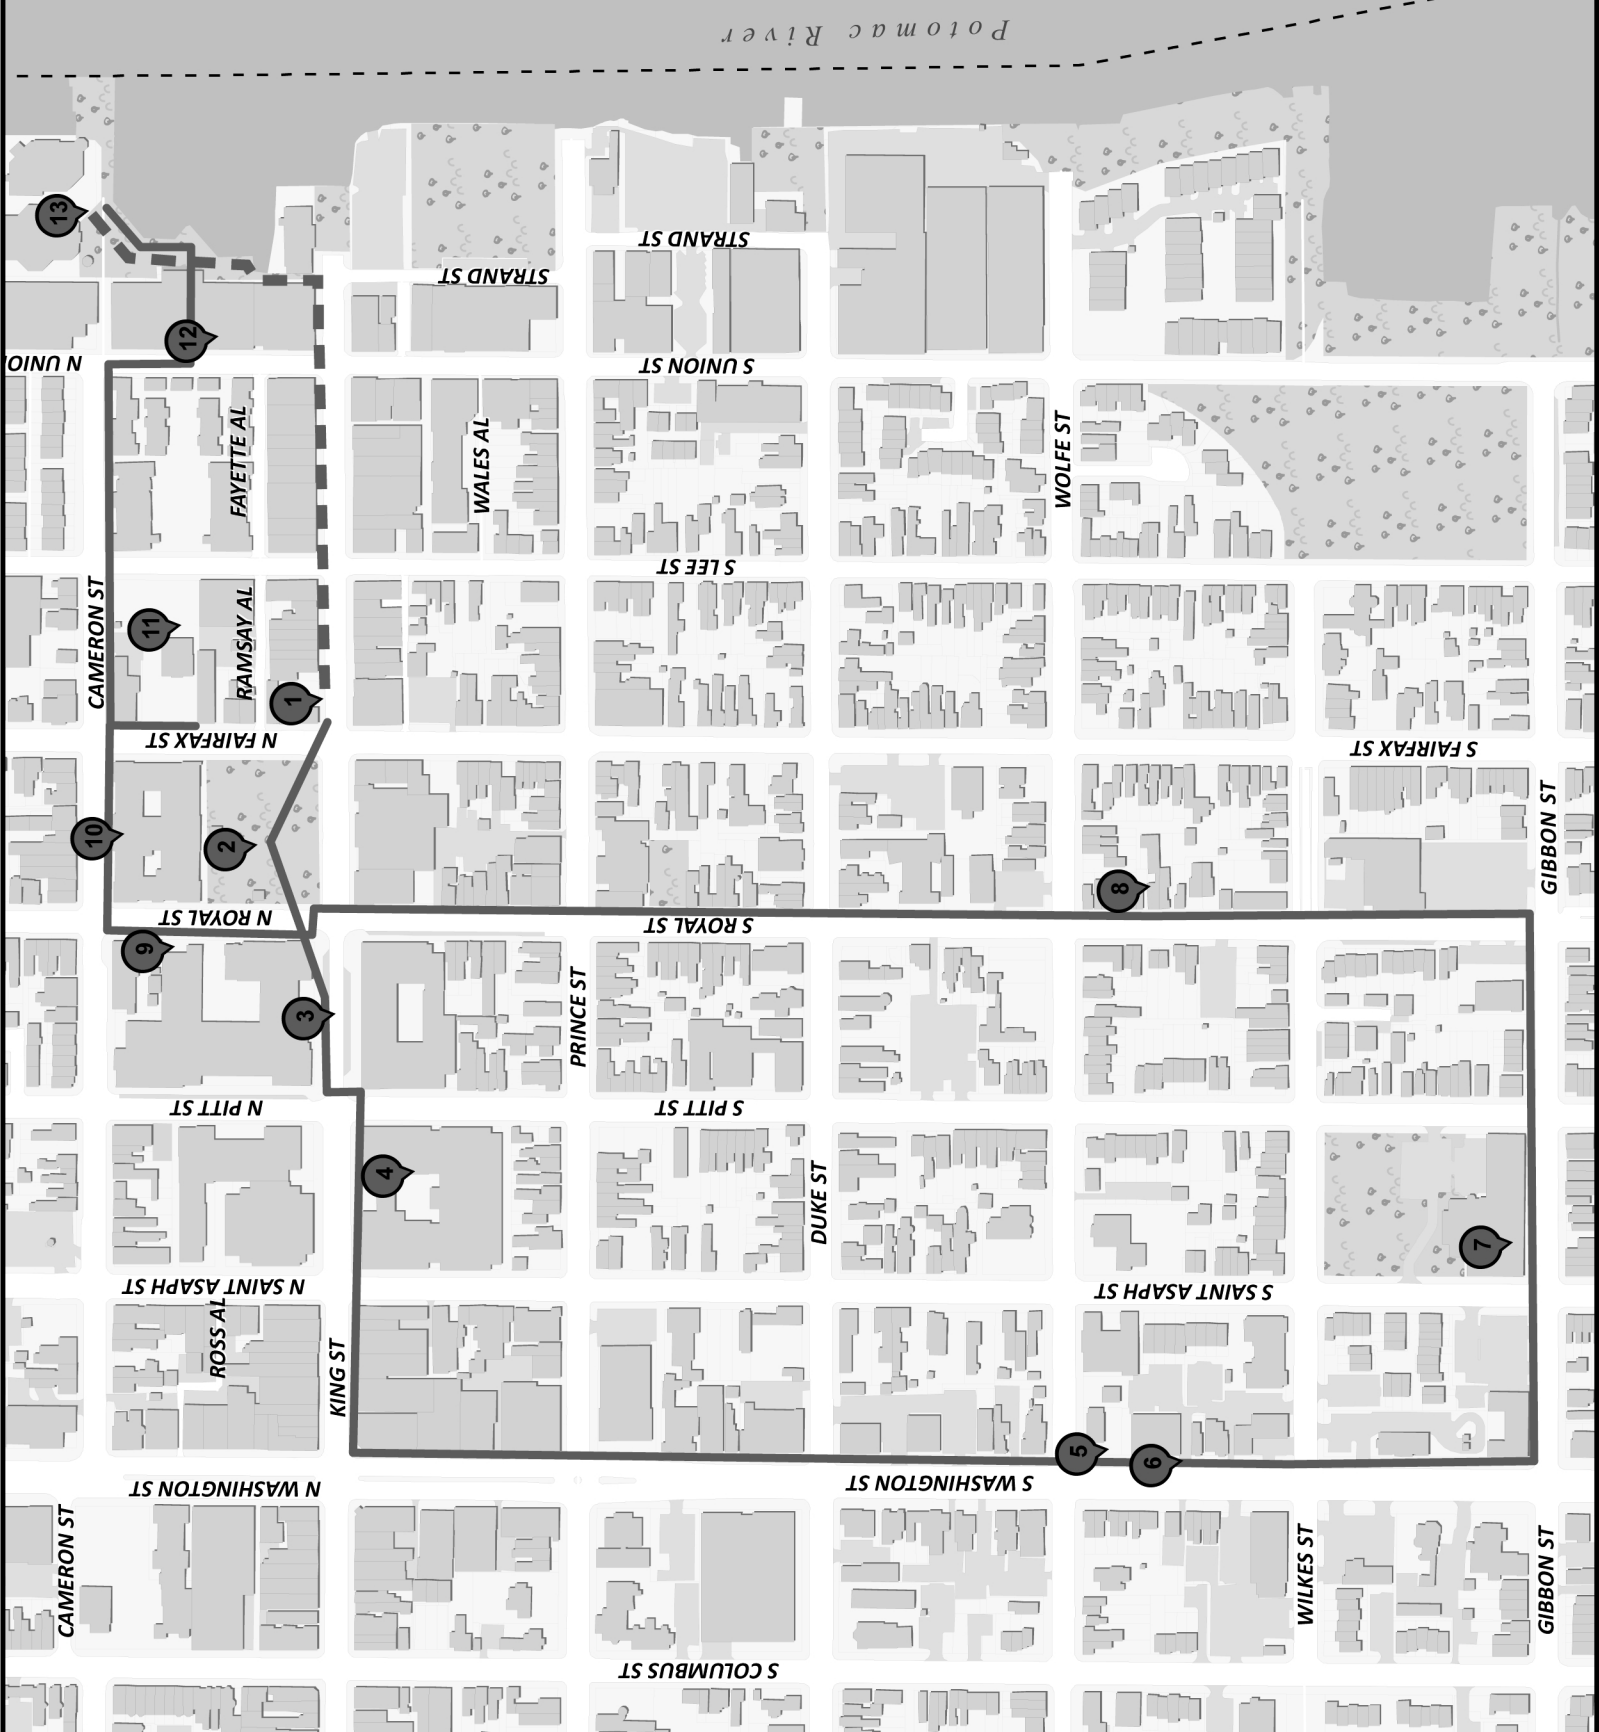 Potomac River
13
STRAND ST
STRAND ST
12
N UNION
S UNION ST
FAYETTE AL
WALES AL
WOLFE ST
S LEE ST
CAMERON ST
11
RAMSAY AL
1
N FAIRFAX ST
S FAIRFAX ST
10
2
8
GIBBON ST
N ROYAL ST
S ROYAL ST
9
3
PRINCE ST
N PITT ST
S PITT ST
4
DUKE ST
7
N SAINT ASAPH ST
S SAINT ASAPH ST
ROSS AL
KING ST
5
6
N WASHINGTON ST
S WASHINGTON ST
CAMERON ST
WILKES ST
GIBBON ST
S COLUMBUS ST